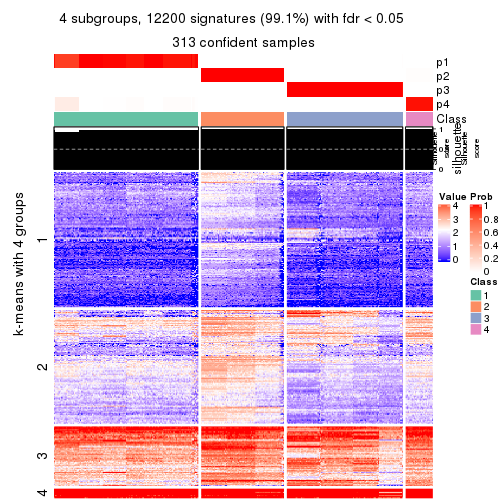 4 subgroups, 12200 signatures (99.1%) with fdr < 0.05
313 confident samples
p1
p2
p3
p4
Class
1
0.5
0
silhouette
Silhouette
score
k-means with 4 groups
1
2
3
4
Value
4
3
2
1
0
Prob
1
0.8
0.6
0.4
0.2
0
Class
1
2
3
4